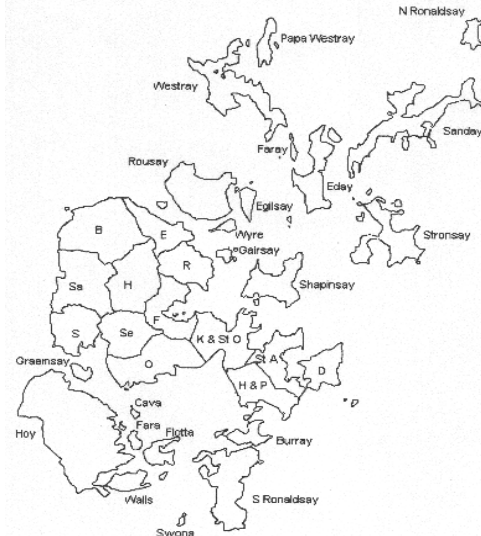 N Ronaldsay
Papa Westray
Westray
Sanday
Faray
Rousay
Eday
Egilsay
Stronsay
Wyre
Gairsay
B
E
R
Shapinsay
Sa
H
F
S
Se
K & St O
O
St A
D
Graemsay
H & P
Cava
Hoy
Fara
Flotta
Burray
Walls
S Ronaldsay
Swona